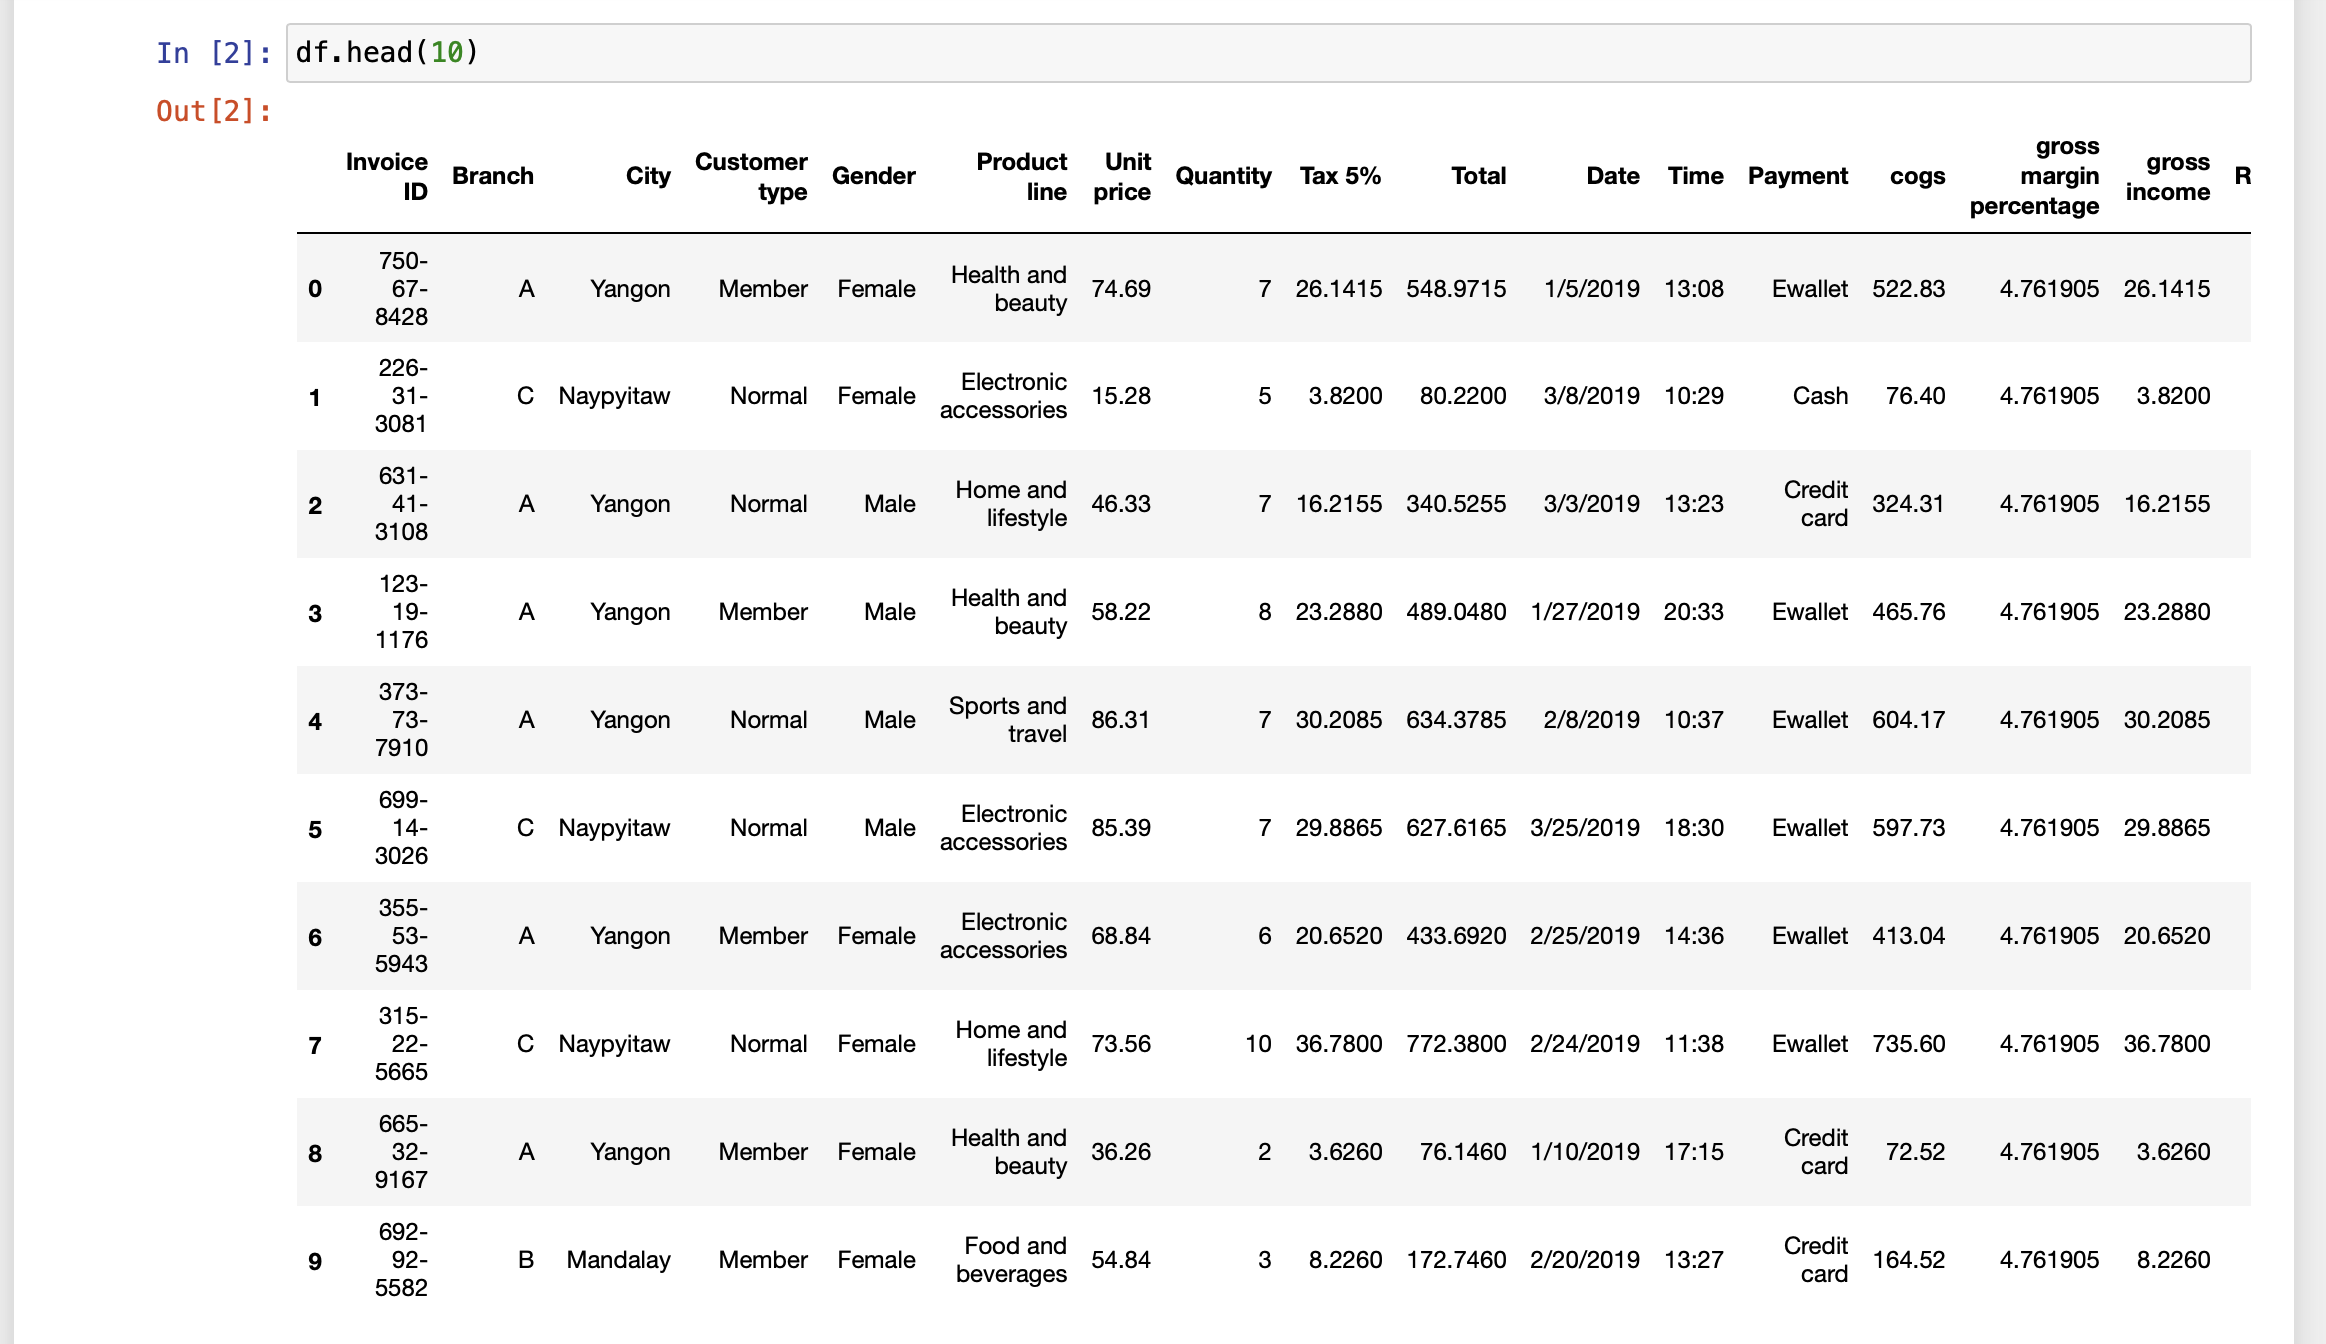 In [2]: df.head(10)
Out[2]:
Invoice ID Branch City Customer type Gender Product line Unit price Quantity Tax 5% Total Date Time Payment cogs gross margin percentage gross income R
0 750-67-8428 A Yangon Member Female Health and beauty 74.69 7 26.1415 548.9715 1/5/2019 13:08 Ewallet 522.83 4.761905 26.1415
1 226-31-3081 C Naypyitaw Normal Female Electronic accessories 15.28 5 3.8200 80.2200 3/8/2019 10:29 Cash 76.40 4.761905 3.8200
2 631-41-3108 A Yangon Normal Male Home and lifestyle 46.33 7 16.2155 340.5255 3/3/2019 13:23 Credit card 324.31 4.761905 16.2155
3 123-19-1176 A Yangon Member Male Health and beauty 58.22 8 23.2880 489.0480 1/27/2019 20:33 Ewallet 465.76 4.761905 23.2880
4 373-73-7910 A Yangon Normal Male Sports and travel 86.31 7 30.2085 634.3785 2/8/2019 10:37 Ewallet 604.17 4.761905 30.2085
5 699-14-3026 C Naypyitaw Normal Male Electronic accessories 85.39 7 29.8865 627.6165 3/25/2019 18:30 Ewallet 597.73 4.761905 29.8865
6 355-53-5943 A Yangon Member Female Electronic accessories 68.84 6 20.6520 433.6920 2/25/2019 14:36 Ewallet 413.04 4.761905 20.6520
7 315-22-5665 C Naypyitaw Normal Female Home and lifestyle 73.56 10 36.7800 772.3800 2/24/2019 11:38 Ewallet 735.60 4.761905 36.7800
8 665-32-9167 A Yangon Member Female Health and beauty 36.26 2 3.6260 76.1460 1/10/2019 17:15 Credit card 72.52 4.761905 3.6260
9 692-92-5582 B Mandalay Member Female Food and beverages 54.84 3 8.2260 172.7460 2/20/2019 13:27 Credit card 164.52 4.761905 8.2260